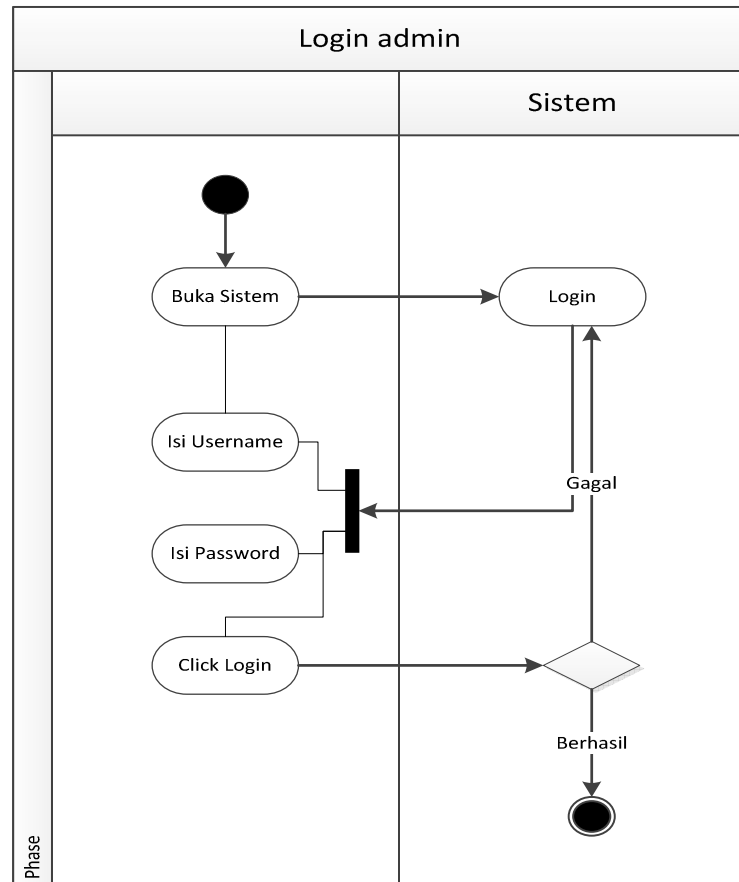 Login admin
Sistem
Buka Sistem
Login
Isi Username
Gagal
Isi Password
Click Login
Berhasil
Phase